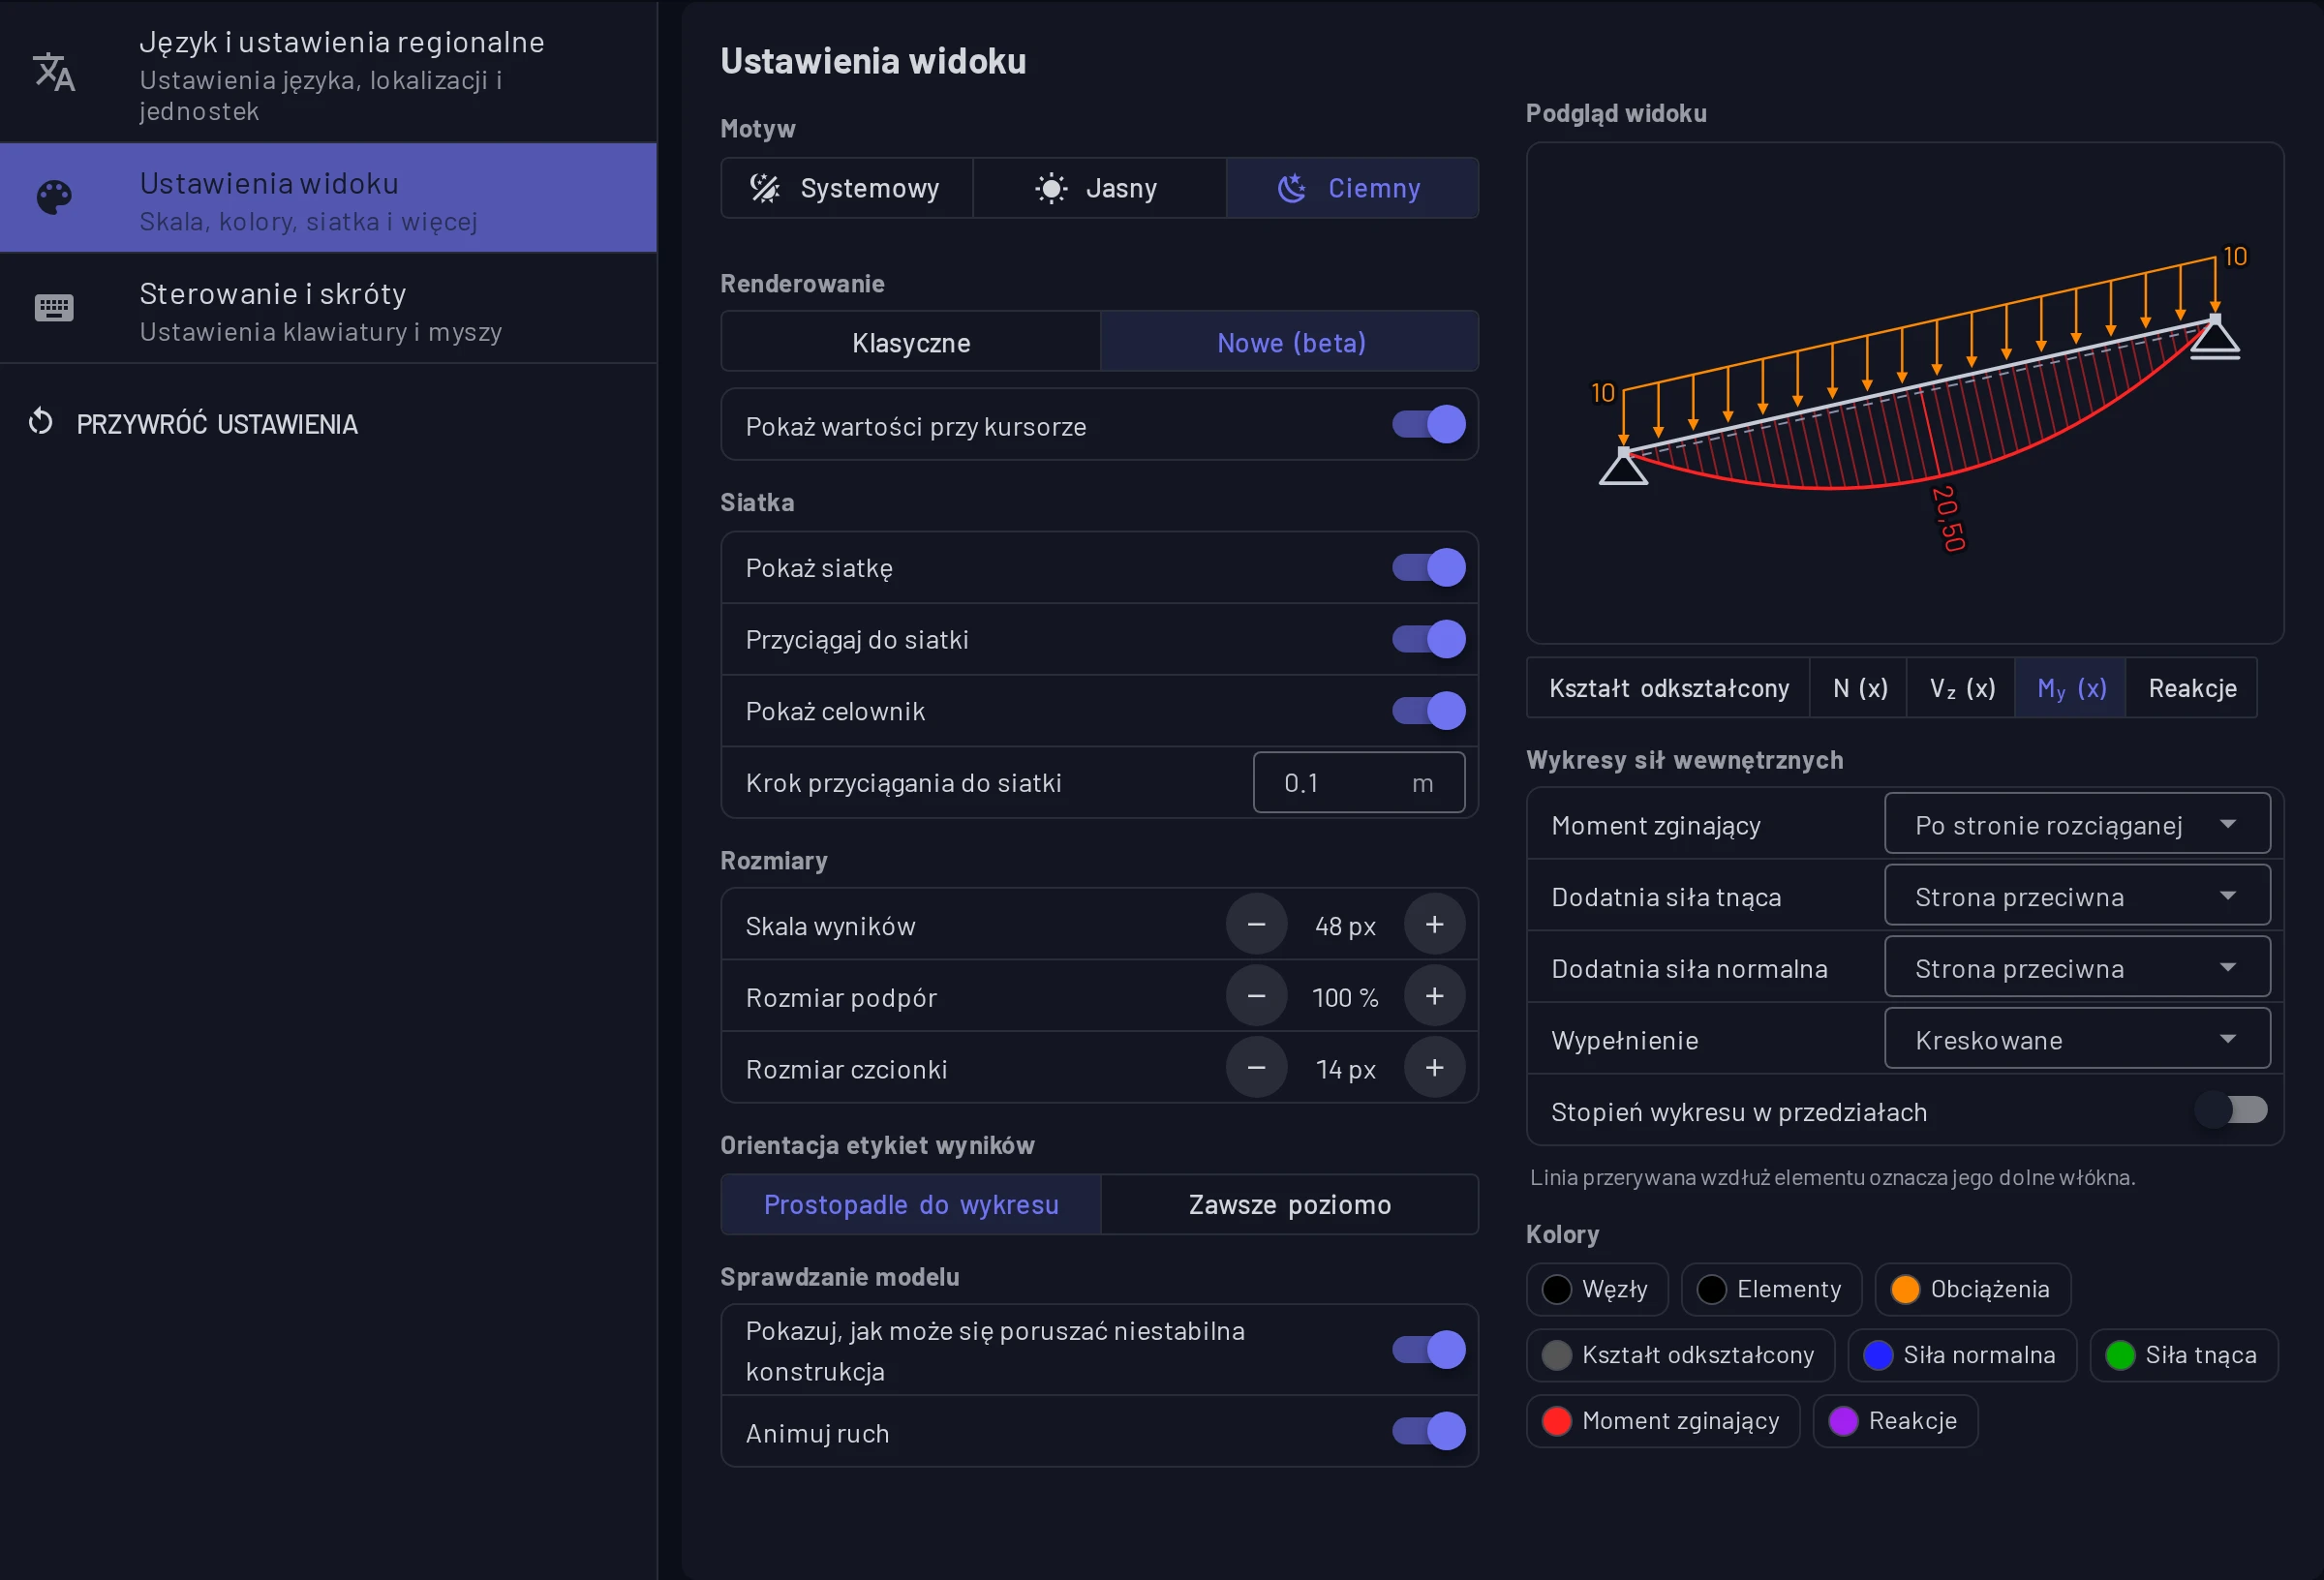 Język i ustawienia regionalne
Ustawienia języka, lokalizacji i
jednostek
Ustawienia widoku
Skala, kolory, siatka i więcej
Sterowanie i skróty
Ustawienia klawiatury i myszy
PRZYWRÓĆ USTAWIENIA
Ustawienia widoku
Motyw
Systemowy
Jasny
Ciemny
Renderowanie
Klasyczne
Nowe (beta)
Pokaż wartości przy kursorze
Siatka
Pokaż siatkę
Przyciągaj do siatki
Pokaż celownik
Krok przyciągania do siatki
0.1 m
Rozmiary
Skala wyników
− 48 px +
Rozmiar podpór
− 100 % +
Rozmiar czcionki
− 14 px +
Orientacja etykiet wyników
Prostopadle do wykresu
Zawsze poziomo
Sprawdzanie modelu
Pokazuj, jak może się poruszać niestabilna
konstrukcja
Animuj ruch
Podgląd widoku
10
10
20,50
Kształt odkształcony
N (x)
Vz (x)
My (x)
Reakcje
Wykresy sił wewnętrznych
Moment zginający
Po stronie rozciąganej
Dodatnia siła tnąca
Strona przeciwna
Dodatnia siła normalna
Strona przeciwna
Wypełnienie
Kreskowane
Stopień wykresu w przedziałach
Linia przerywana wzdłuż elementu oznacza jego dolne włókna.
Kolory
Węzły
Elementy
Obciążenia
Kształt odkształcony
Siła normalna
Siła tnąca
Moment zginający
Reakcje